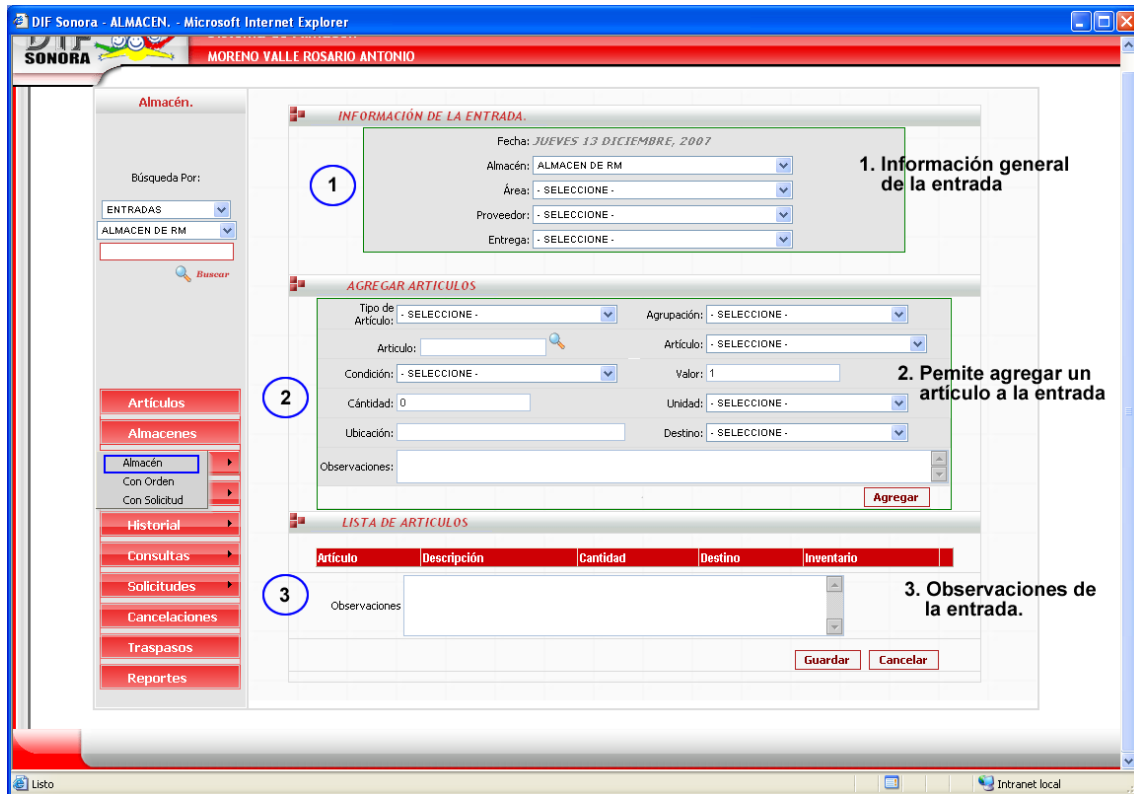 DIF Sonora - ALMACEN. - Microsoft Internet Explorer
SONORA
MORENO VALLE ROSARIO ANTONIO
Almacén.
Búsqueda Por:
ENTRADAS
ALMACEN DE RM
Buscar
Artículos
Almacenes
Almacén
Con Orden
Con Solicitud
Historial
Consultas
Solicitudes
Cancelaciones
Traspasos
Reportes
INFORMACIÓN DE LA ENTRADA.
1
Fecha: JUEVES 13 DICIEMBRE, 2007
Almacén: ALMACEN DE RM
Área: - SELECCIONE -
Proveedor: - SELECCIONE -
Entrega: - SELECCIONE -
1. Información general
de la entrada
AGREGAR ARTICULOS
2
Tipo de
Artículo: - SELECCIONE - Agrupación: - SELECCIONE -
Articulo: Artículo: - SELECCIONE -
Condición: - SELECCIONE - Valor: 1
Cántidad: 0 Unidad: - SELECCIONE -
Ubicación: Destino: - SELECCIONE -
Observaciones:
Agregar
2. Pemite agregar un
artículo a la entrada
LISTA DE ARTICULOS
Artículo Descripción Cantidad Destino Inventario
3
Observaciones
3. Observaciones de
la entrada.
Guardar Cancelar
Listo
Intranet local